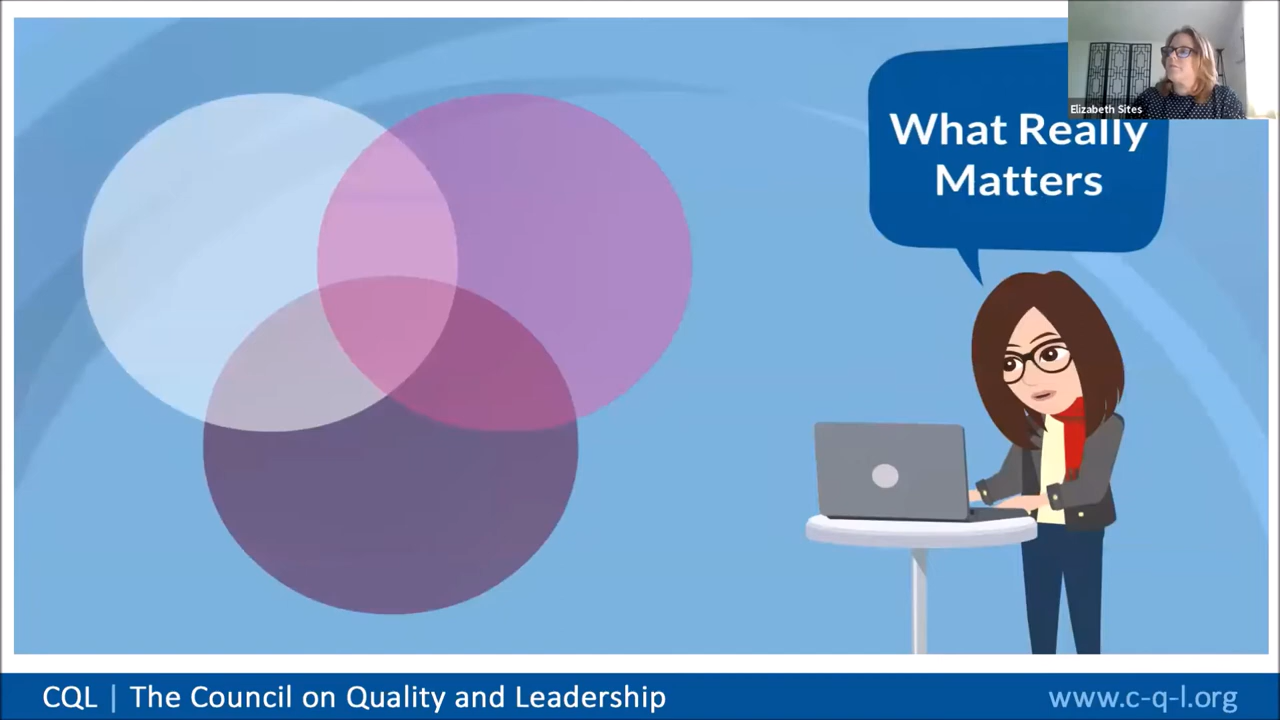 Elizabeth Sites
What Really
Matters
CQL | The Council on Quality and Leadership
www.c-q-l.org